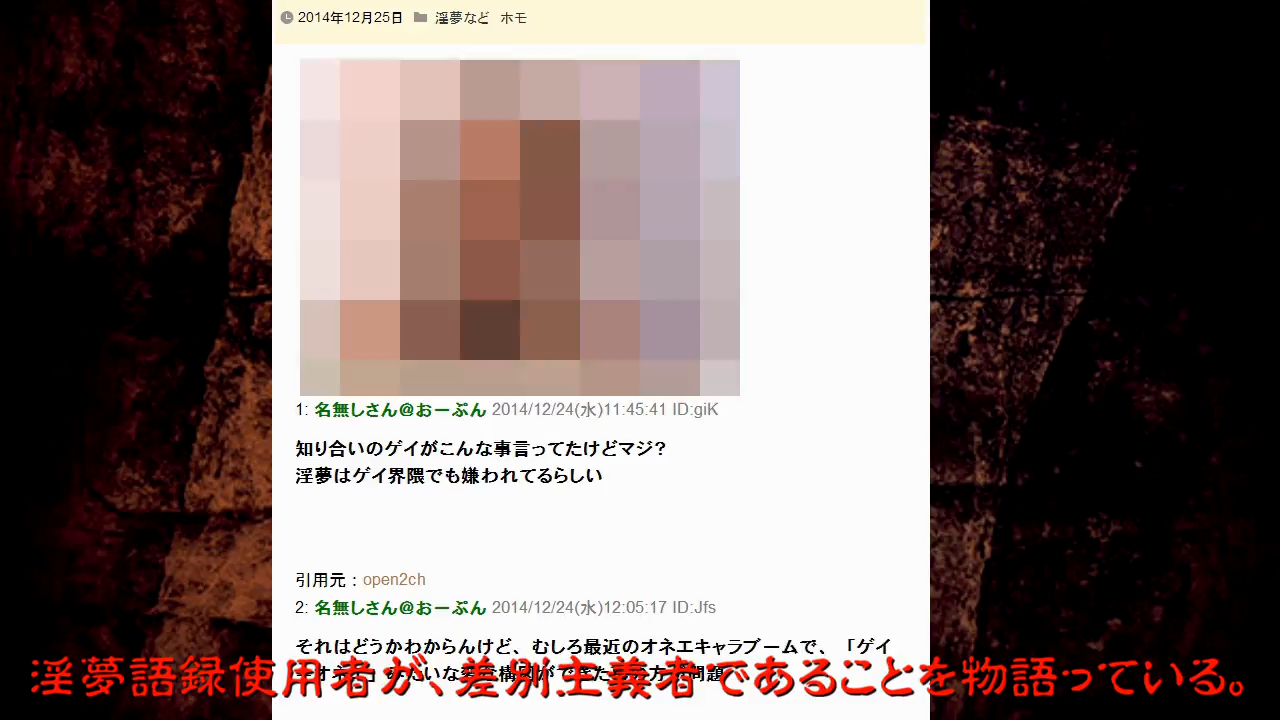 2014年12月25日 淫夢など ホモ
1: 名無しさん@おーぷん 2014/12/24(水)11:45:41 ID:giK
知り合いのゲイがこんな事言ってたけどマジ?
淫夢はゲイ界隈でも嫌われてるらしい
引用元：open2ch
2: 名無しさん@おーぷん 2014/12/24(水)12:05:17 ID:Jfs
それはどうかわからんけど、むしろ最近のオネエキャラブームで、「ゲイ
淫夢語録使用者が、差別主義者であることを物語っている。